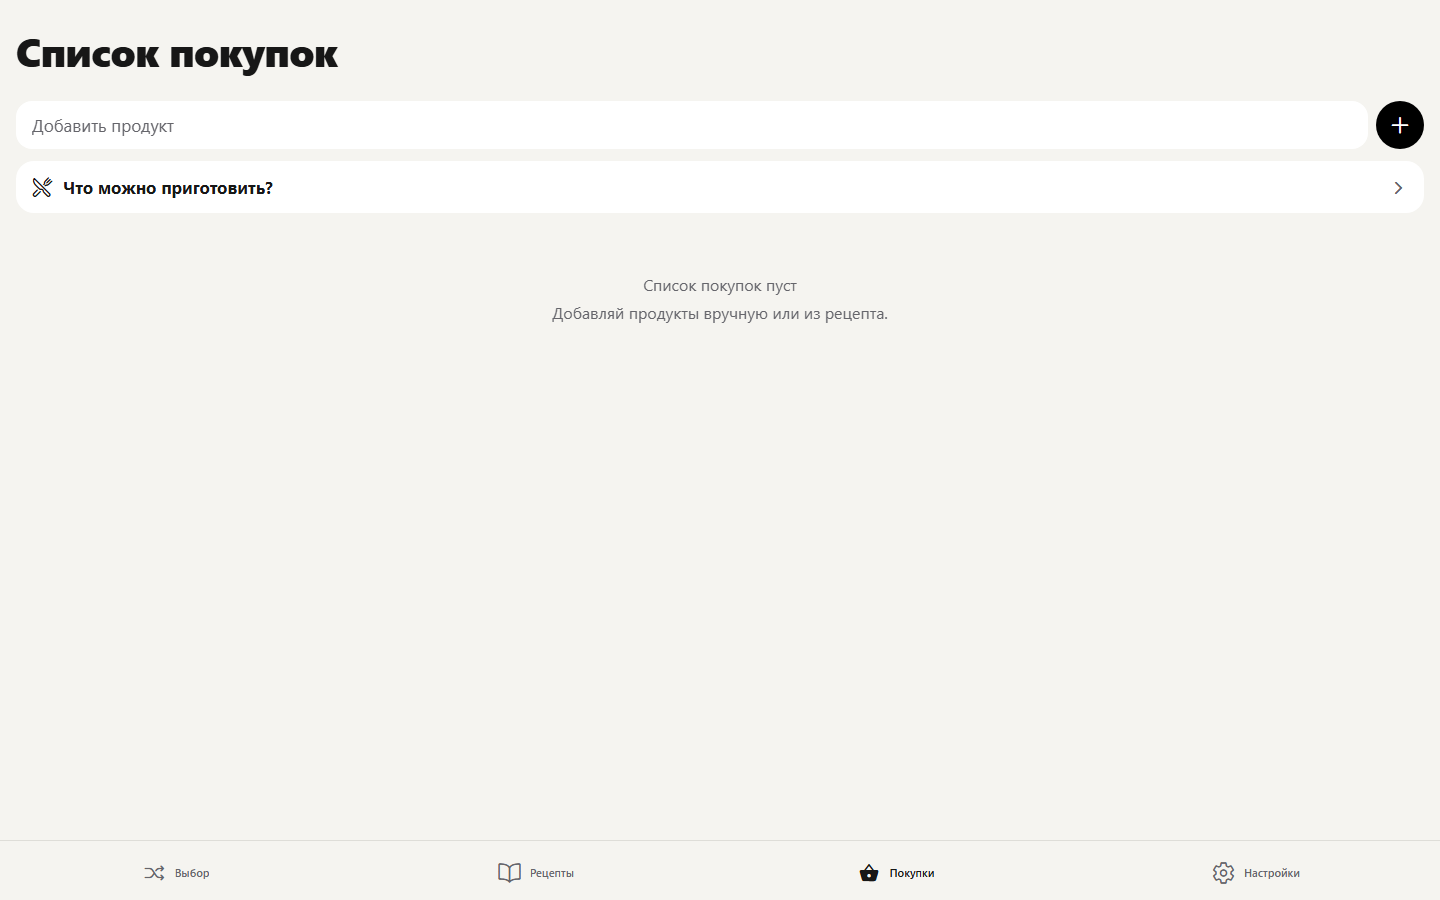 Список покупок
Добавить продукт
Что можно приготовить?
Список покупок пуст
Добавляй продукты вручную или из рецепта.
Выбор
Рецепты
Покупки
Настройки